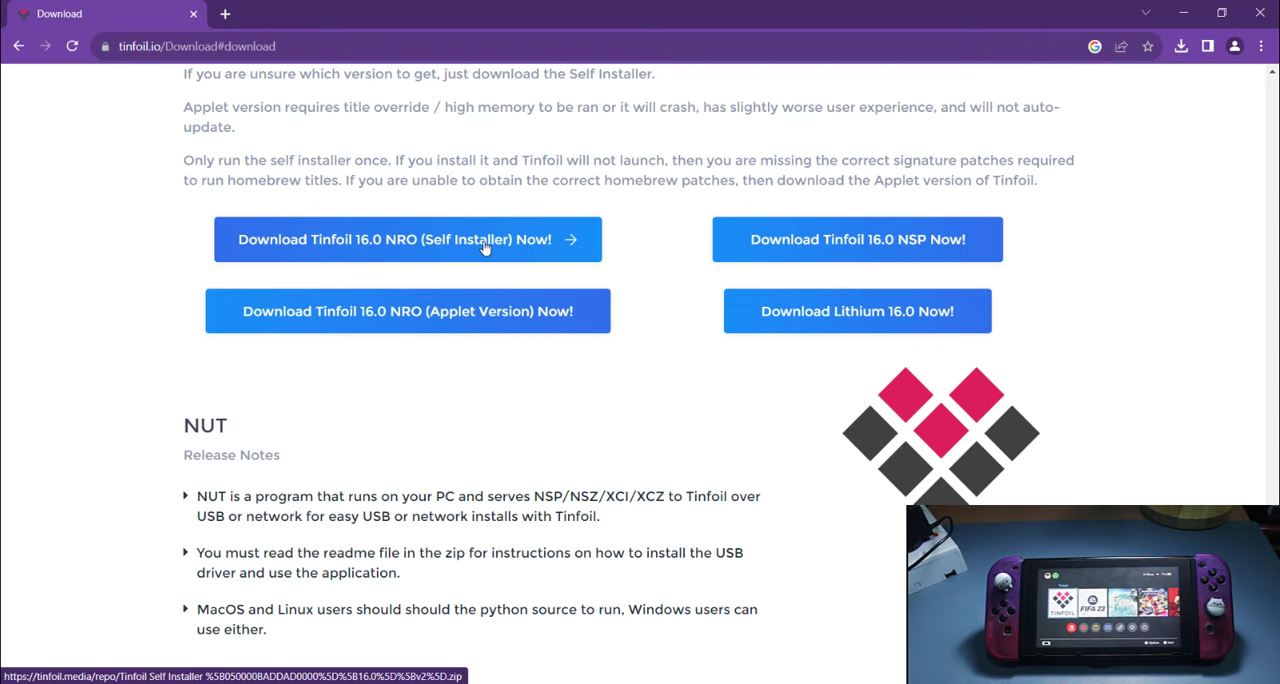 Download
tinfoil.io/Download#download
If you are unsure which version to get, just download the Self Installer.
Applet version requires title override / high memory to be ran or it will crash, has slightly worse user experience, and will not auto-
update.
Only run the self installer once. If you install it and Tinfoil will not launch, then you are missing the correct signature patches required
to run homebrew titles. If you are unable to obtain the correct homebrew patches, then download the Applet version of Tinfoil.
Download Tinfoil 16.0 NRO (Self Installer) Now!
Download Tinfoil 16.0 NSP Now!
Download Tinfoil 16.0 NRO (Applet Version) Now!
Download Lithium 16.0 Now!
NUT
Release Notes
NUT is a program that runs on your PC and serves NSP/NSZ/XCI/XCZ to Tinfoil over
USB or network for easy USB or network installs with Tinfoil.
You must read the readme file in the zip for instructions on how to install the USB
driver and use the application.
MacOS and Linux users should should the python source to run, Windows users can
use either.
TINFOIL
FIFA 23
https://tinfoil.media/repo/Tinfoil Self Installer %5B050000BADDAD0000%5D%5B16.0%5D%5Bv2%5D.zip